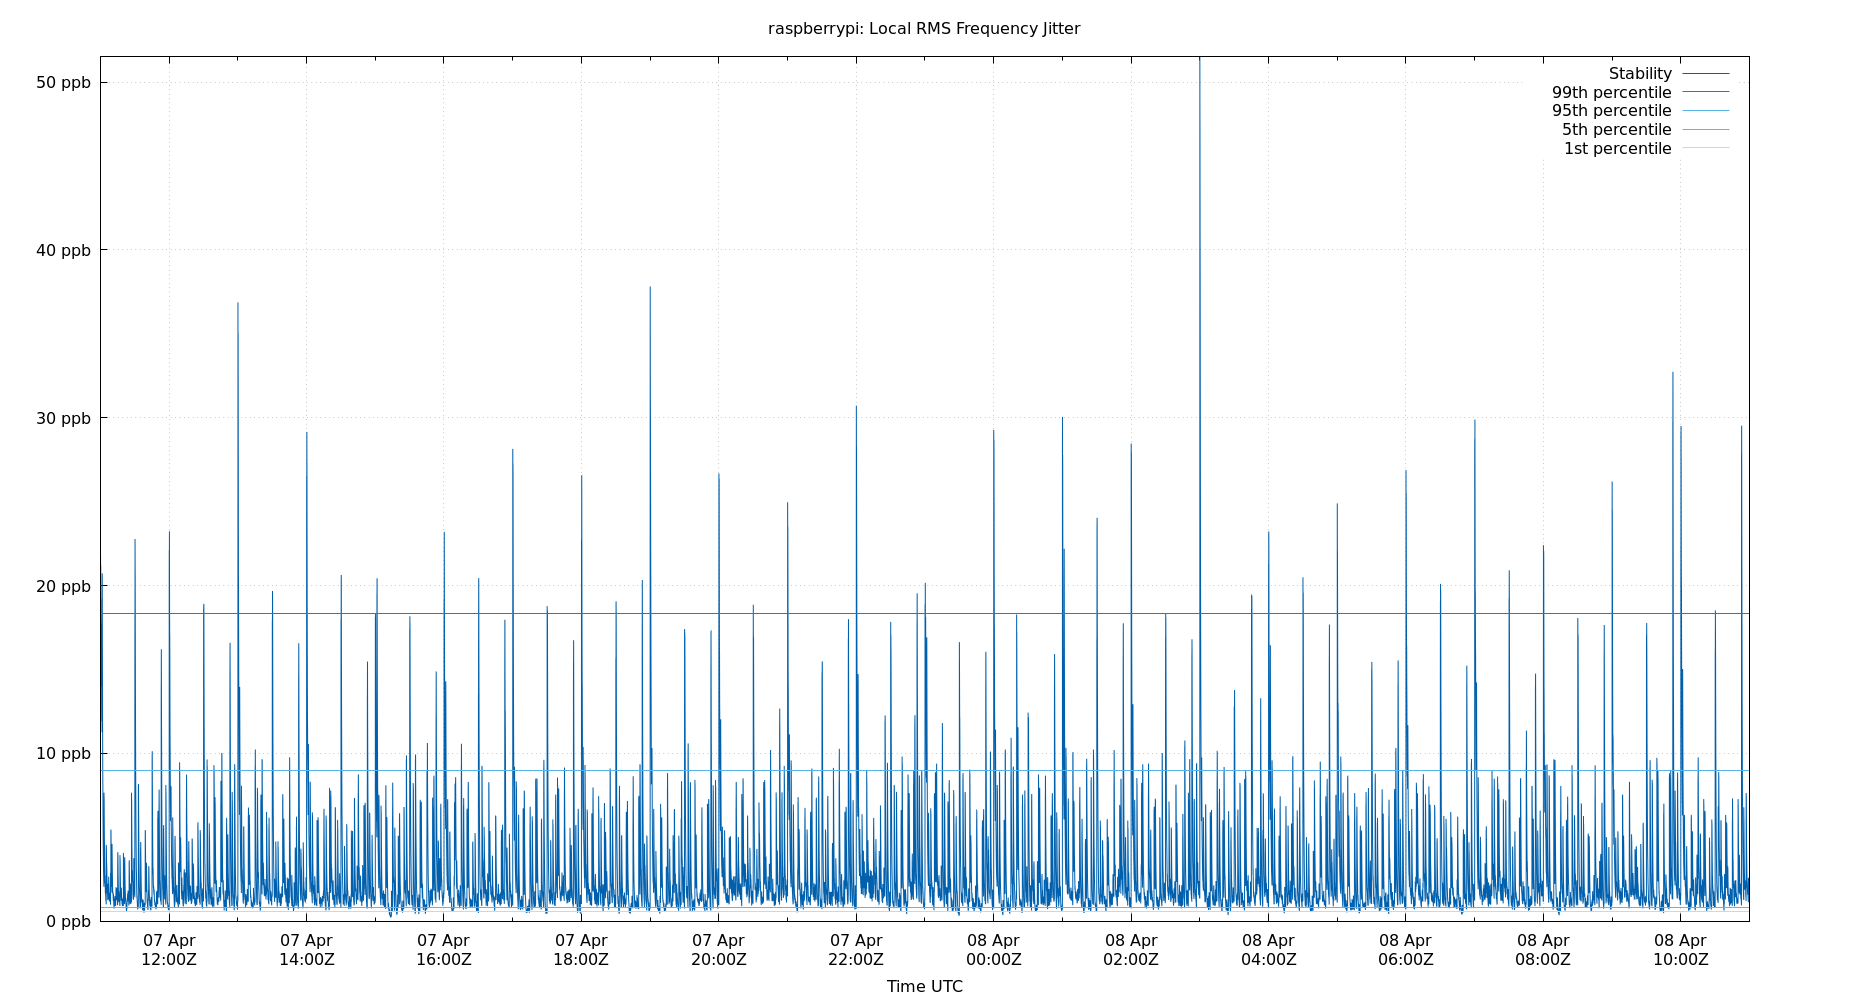 raspberrypi: Local RMS Frequency Jitter
50 ppb
40 ppb
30 ppb
20 ppb
10 ppb
0 ppb
Stability
99th percentile
95th percentile
5th percentile
1st percentile
07 Apr 07 Apr 07 Apr 07 Apr 07 Apr 07 Apr 08 Apr 08 Apr 08 Apr 08 Apr 08 Apr 08 Apr
12:00Z 14:00Z 16:00Z 18:00Z 20:00Z 22:00Z 00:00Z 02:00Z 04:00Z 06:00Z 08:00Z 10:00Z
Time UTC